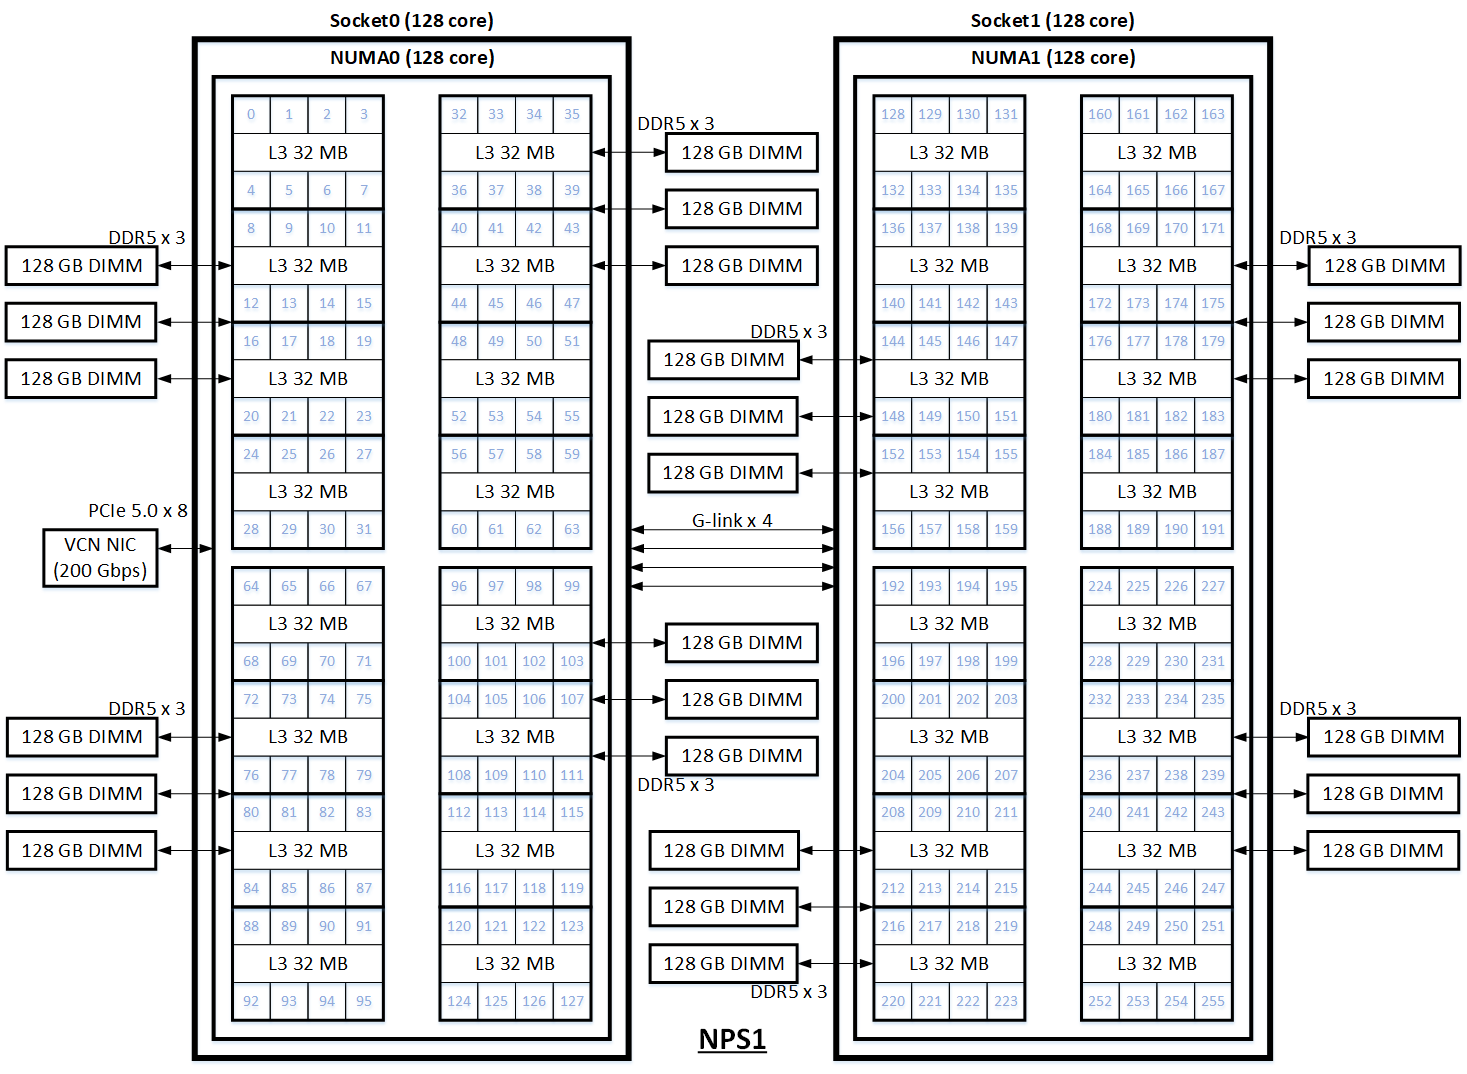 Socket0 (128 core)
NUMA0 (128 core)
0 1 2 3
L3 32 MB
4 5 6 7
8 9 10 11
L3 32 MB
12 13 14 15
16 17 18 19
L3 32 MB
20 21 22 23
24 25 26 27
L3 32 MB
28 29 30 31
32 33 34 35
L3 32 MB
36 37 38 39
40 41 42 43
L3 32 MB
44 45 46 47
48 49 50 51
L3 32 MB
52 53 54 55
56 57 58 59
L3 32 MB
60 61 62 63
64 65 66 67
L3 32 MB
68 69 70 71
72 73 74 75
L3 32 MB
76 77 78 79
80 81 82 83
L3 32 MB
84 85 86 87
88 89 90 91
L3 32 MB
92 93 94 95
96 97 98 99
L3 32 MB
100 101 102 103
104 105 106 107
L3 32 MB
108 109 110 111
112 113 114 115
L3 32 MB
116 117 118 119
120 121 122 123
L3 32 MB
124 125 126 127
DDR5 x 3
128 GB DIMM
128 GB DIMM
128 GB DIMM
PCIe 5.0 x 8
VCN NIC
(200 Gbps)
DDR5 x 3
128 GB DIMM
128 GB DIMM
128 GB DIMM
DDR5 x 3
128 GB DIMM
128 GB DIMM
128 GB DIMM
128 GB DIMM
128 GB DIMM
128 GB DIMM
DDR5 x 3
G-link x 4
Socket1 (128 core)
NUMA1 (128 core)
128 129 130 131
L3 32 MB
132 133 134 135
136 137 138 139
L3 32 MB
140 141 142 143
144 145 146 147
L3 32 MB
148 149 150 151
152 153 154 155
L3 32 MB
156 157 158 159
160 161 162 163
L3 32 MB
164 165 166 167
168 169 170 171
L3 32 MB
172 173 174 175
176 177 178 179
L3 32 MB
180 181 182 183
184 185 186 187
L3 32 MB
188 189 190 191
192 193 194 195
L3 32 MB
196 197 198 199
200 201 202 203
L3 32 MB
204 205 206 207
208 209 210 211
L3 32 MB
212 213 214 215
216 217 218 219
L3 32 MB
220 221 222 223
224 225 226 227
L3 32 MB
228 229 230 231
232 233 234 235
L3 32 MB
236 237 238 239
240 241 242 243
L3 32 MB
244 245 246 247
248 249 250 251
L3 32 MB
252 253 254 255
DDR5 x 3
128 GB DIMM
128 GB DIMM
128 GB DIMM
128 GB DIMM
128 GB DIMM
128 GB DIMM
DDR5 x 3
DDR5 x 3
128 GB DIMM
128 GB DIMM
128 GB DIMM
DDR5 x 3
128 GB DIMM
128 GB DIMM
128 GB DIMM
NPS1